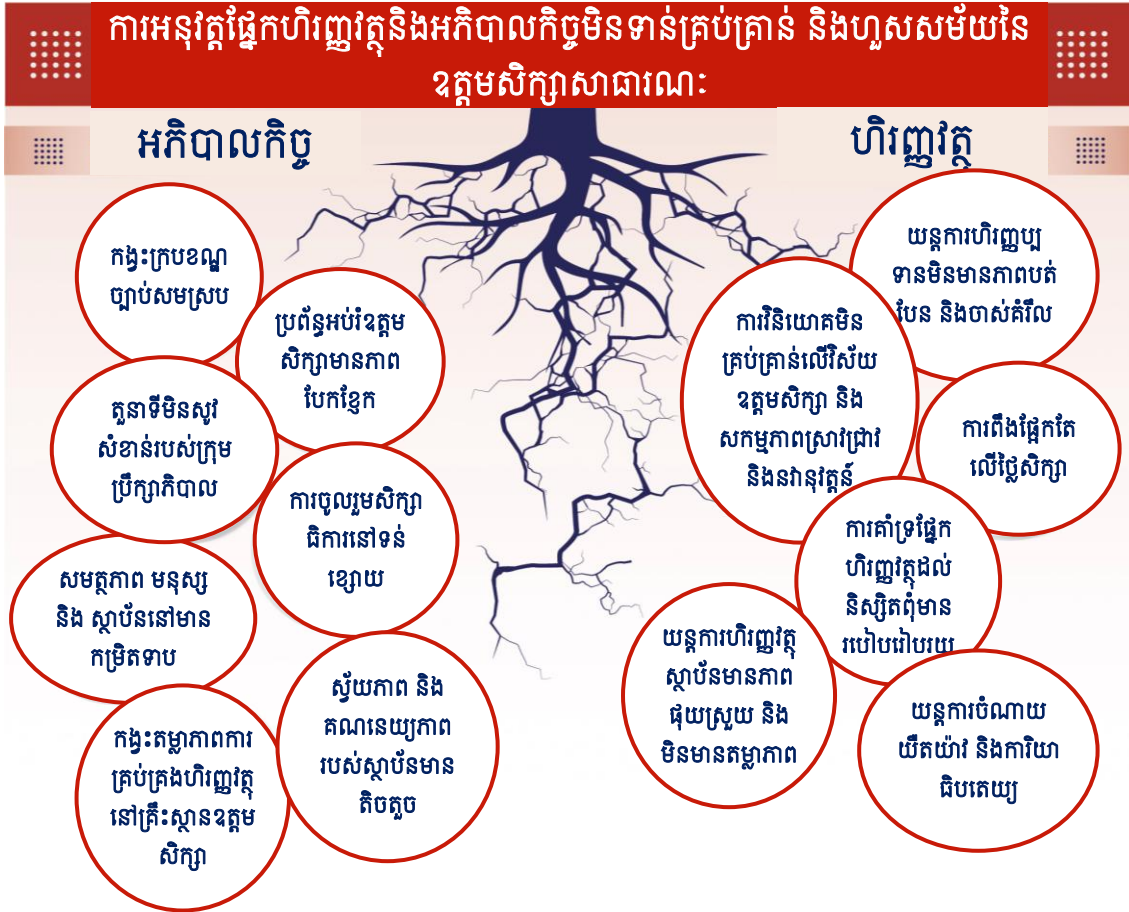 ការអនុវត្តផ្នែកហិរញ្ញវត្ថុនិងអភិបាលកិច្ចមិនទាន់គ្រប់គ្រាន់ និងហួសសម័យនៃ
ឧត្តមសិក្សាសាធារណៈ
អភិបាលកិច្ច
កង្វះក្របខណ្ឌ
ច្បាប់សមស្រប
ប្រព័ន្ធអប់រំឧត្តម
សិក្សាមានភាព
បែកខ្ញែក
តួនាទីមិនសូវ
សំខាន់របស់ក្រុម
ប្រឹក្សាភិបាល
ការចូលរួមសិក្សា
ធិការនៅទន់
ខ្សោយ
សមត្ថភាព មនុស្ស
និង ស្ថាប័ននៅមាន
កម្រិតទាប
ស្វ័យភាព និង
គណនេយ្យភាព
របស់ស្ថាប័នមាន
តិចតួច
កង្វះតម្លាភាពការ
គ្រប់គ្រងហិរញ្ញវត្ថុ
នៅគ្រឹះស្ថានឧត្តម
សិក្សា
ហិរញ្ញវត្ថុ
យន្តការហិរញ្ញប្ប
ទានមិនមានភាពបត់
បែន និងចាស់គំរឹល
ការវិនិយោគមិន
គ្រប់គ្រាន់លើវិស័យ
ឧត្តមសិក្សា និង
សកម្មភាពស្រាវជ្រាវ
និងនវានុវត្តន៍
ការពឹងផ្អែកតែ
លើថ្លៃសិក្សា
ការគាំទ្រផ្នែក
ហិរញ្ញវត្ថុដល់
និស្សិតពុំមាន
របៀបរៀបរយ
យន្តការហិរញ្ញវត្ថុ
ស្ថាប័នមានភាព
ផុយស្រួយ និង
មិនមានតម្លាភាព
យន្តការចំណាយ
យឺតយ៉ាវ និងការិយា
ធិបតេយ្យ